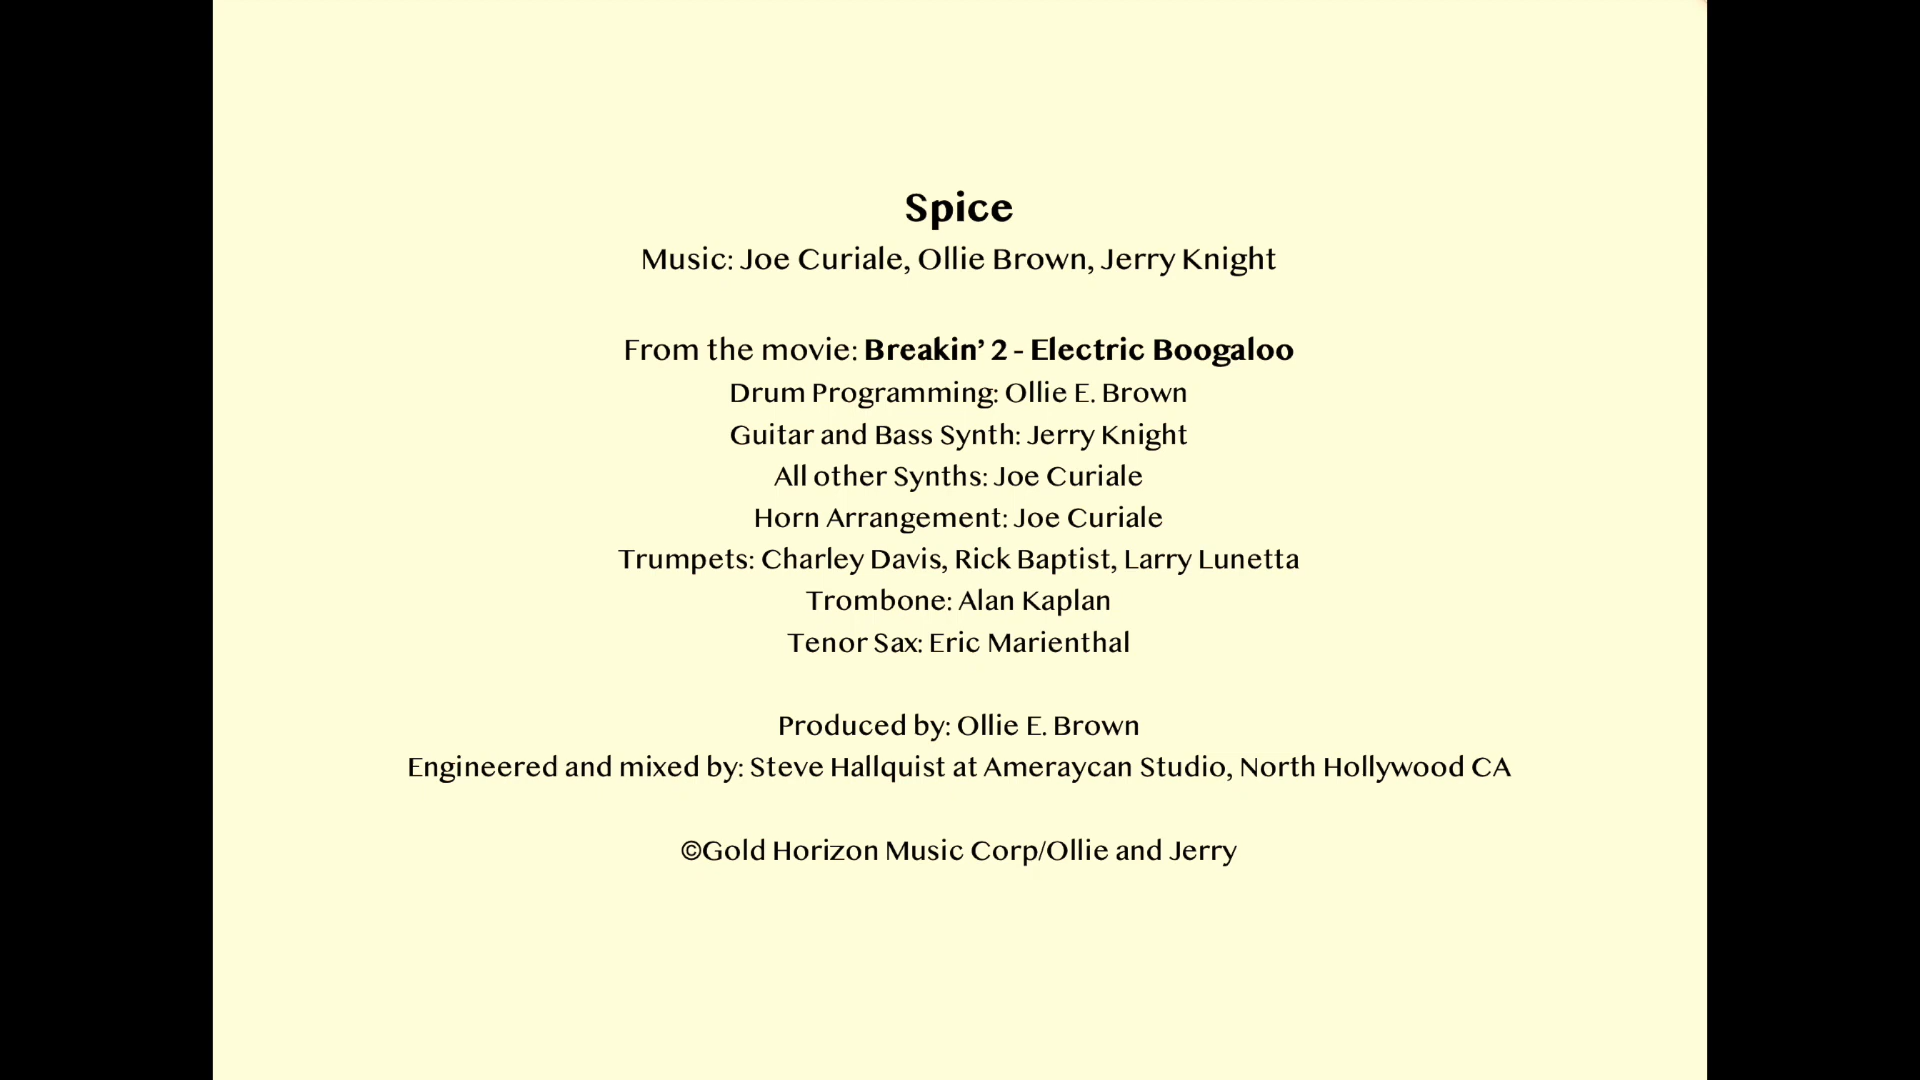 Spice
Music: Joe Curiale, Ollie Brown, Jerry Knight
From the movie: Breakin’ 2 - Electric Boogaloo
Drum Programming: Ollie E. Brown
Guitar and Bass Synth: Jerry Knight
All other Synths: Joe Curiale
Horn Arrangement: Joe Curiale
Trumpets: Charley Davis, Rick Baptist, Larry Lunetta
Trombone: Alan Kaplan
Tenor Sax: Eric Marienthal
Produced by: Ollie E. Brown
Engineered and mixed by: Steve Hallquist at Ameraycan Studio, North Hollywood CA
©Gold Horizon Music Corp/Ollie and Jerry